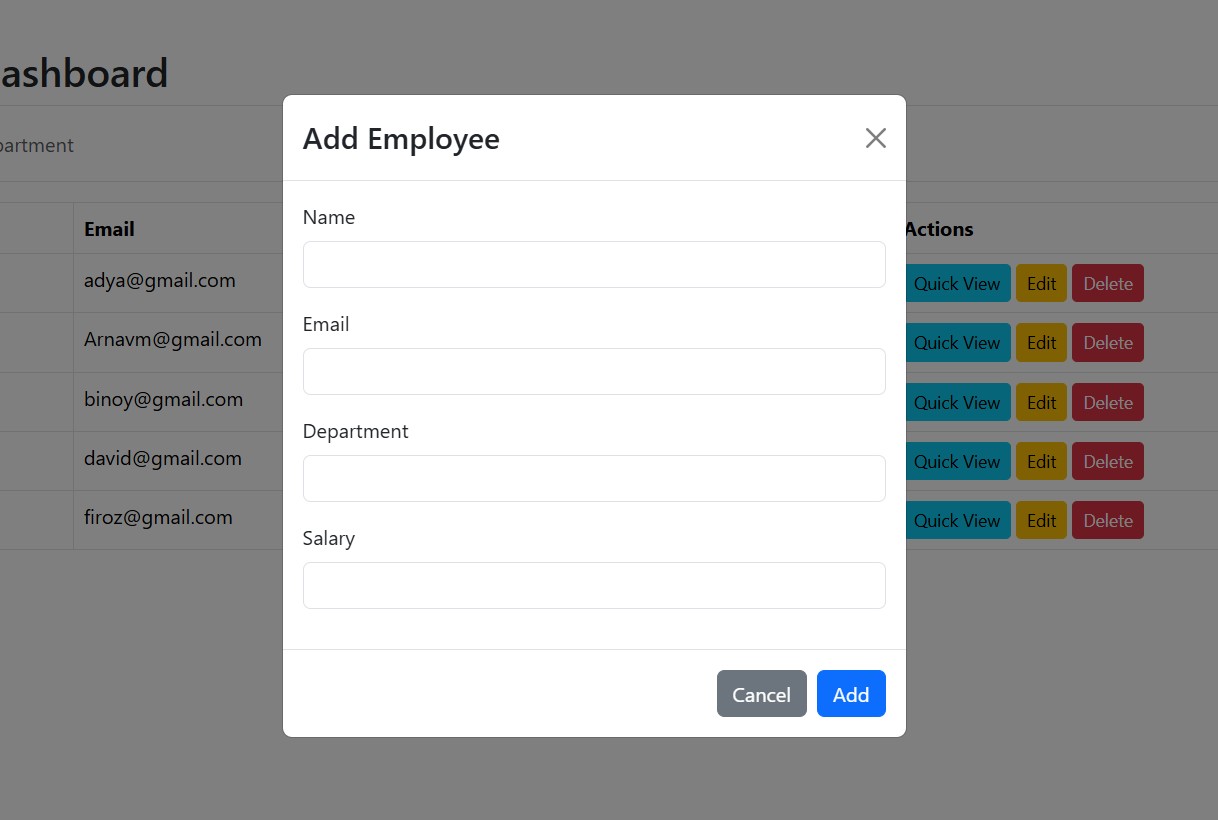 ashboard
partment
Add Employee
Name
Email
Department
Salary
Cancel Add
Email Actions
adya@gmail.com Quick View Edit Delete
Arnavm@gmail.com Quick View Edit Delete
binoy@gmail.com Quick View Edit Delete
david@gmail.com Quick View Edit Delete
firoz@gmail.com Quick View Edit Delete